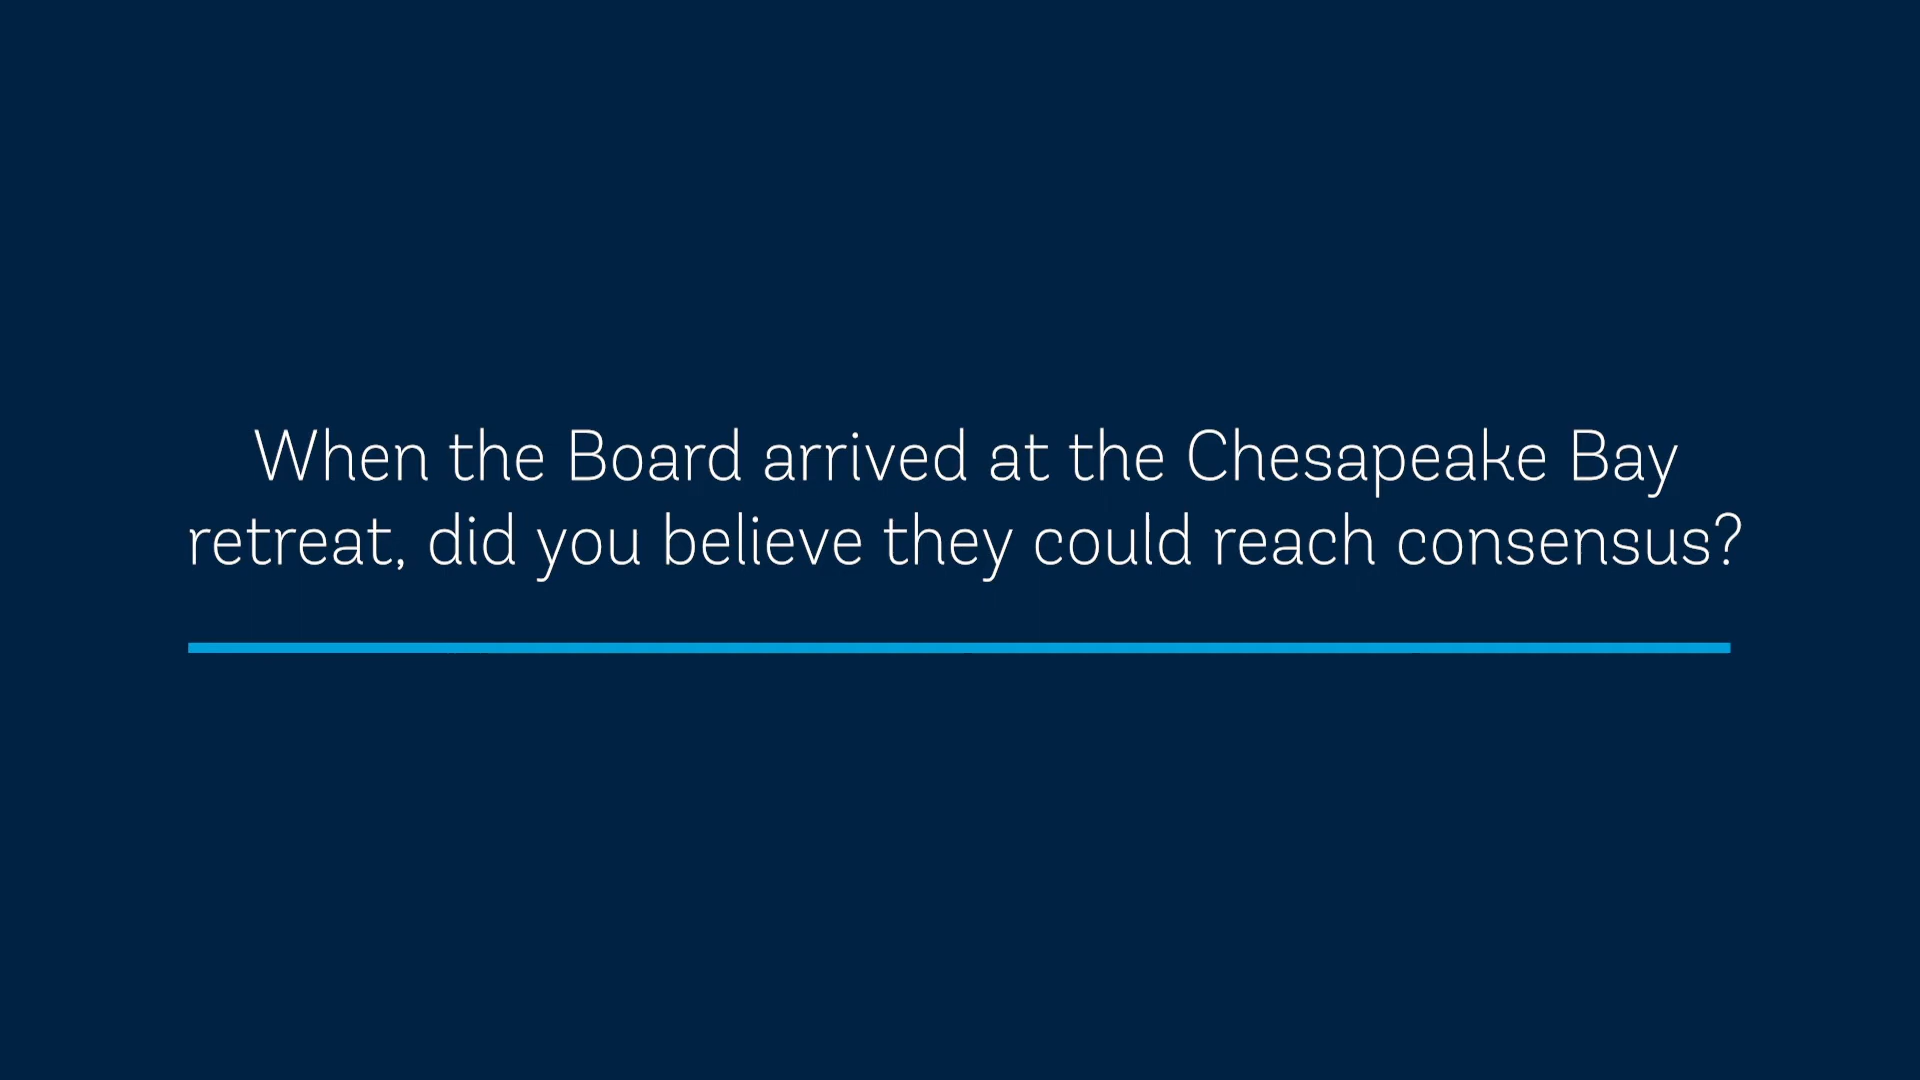 When the Board arrived at the Chesapeake Bay
retreat, did you believe they could reach consensus?